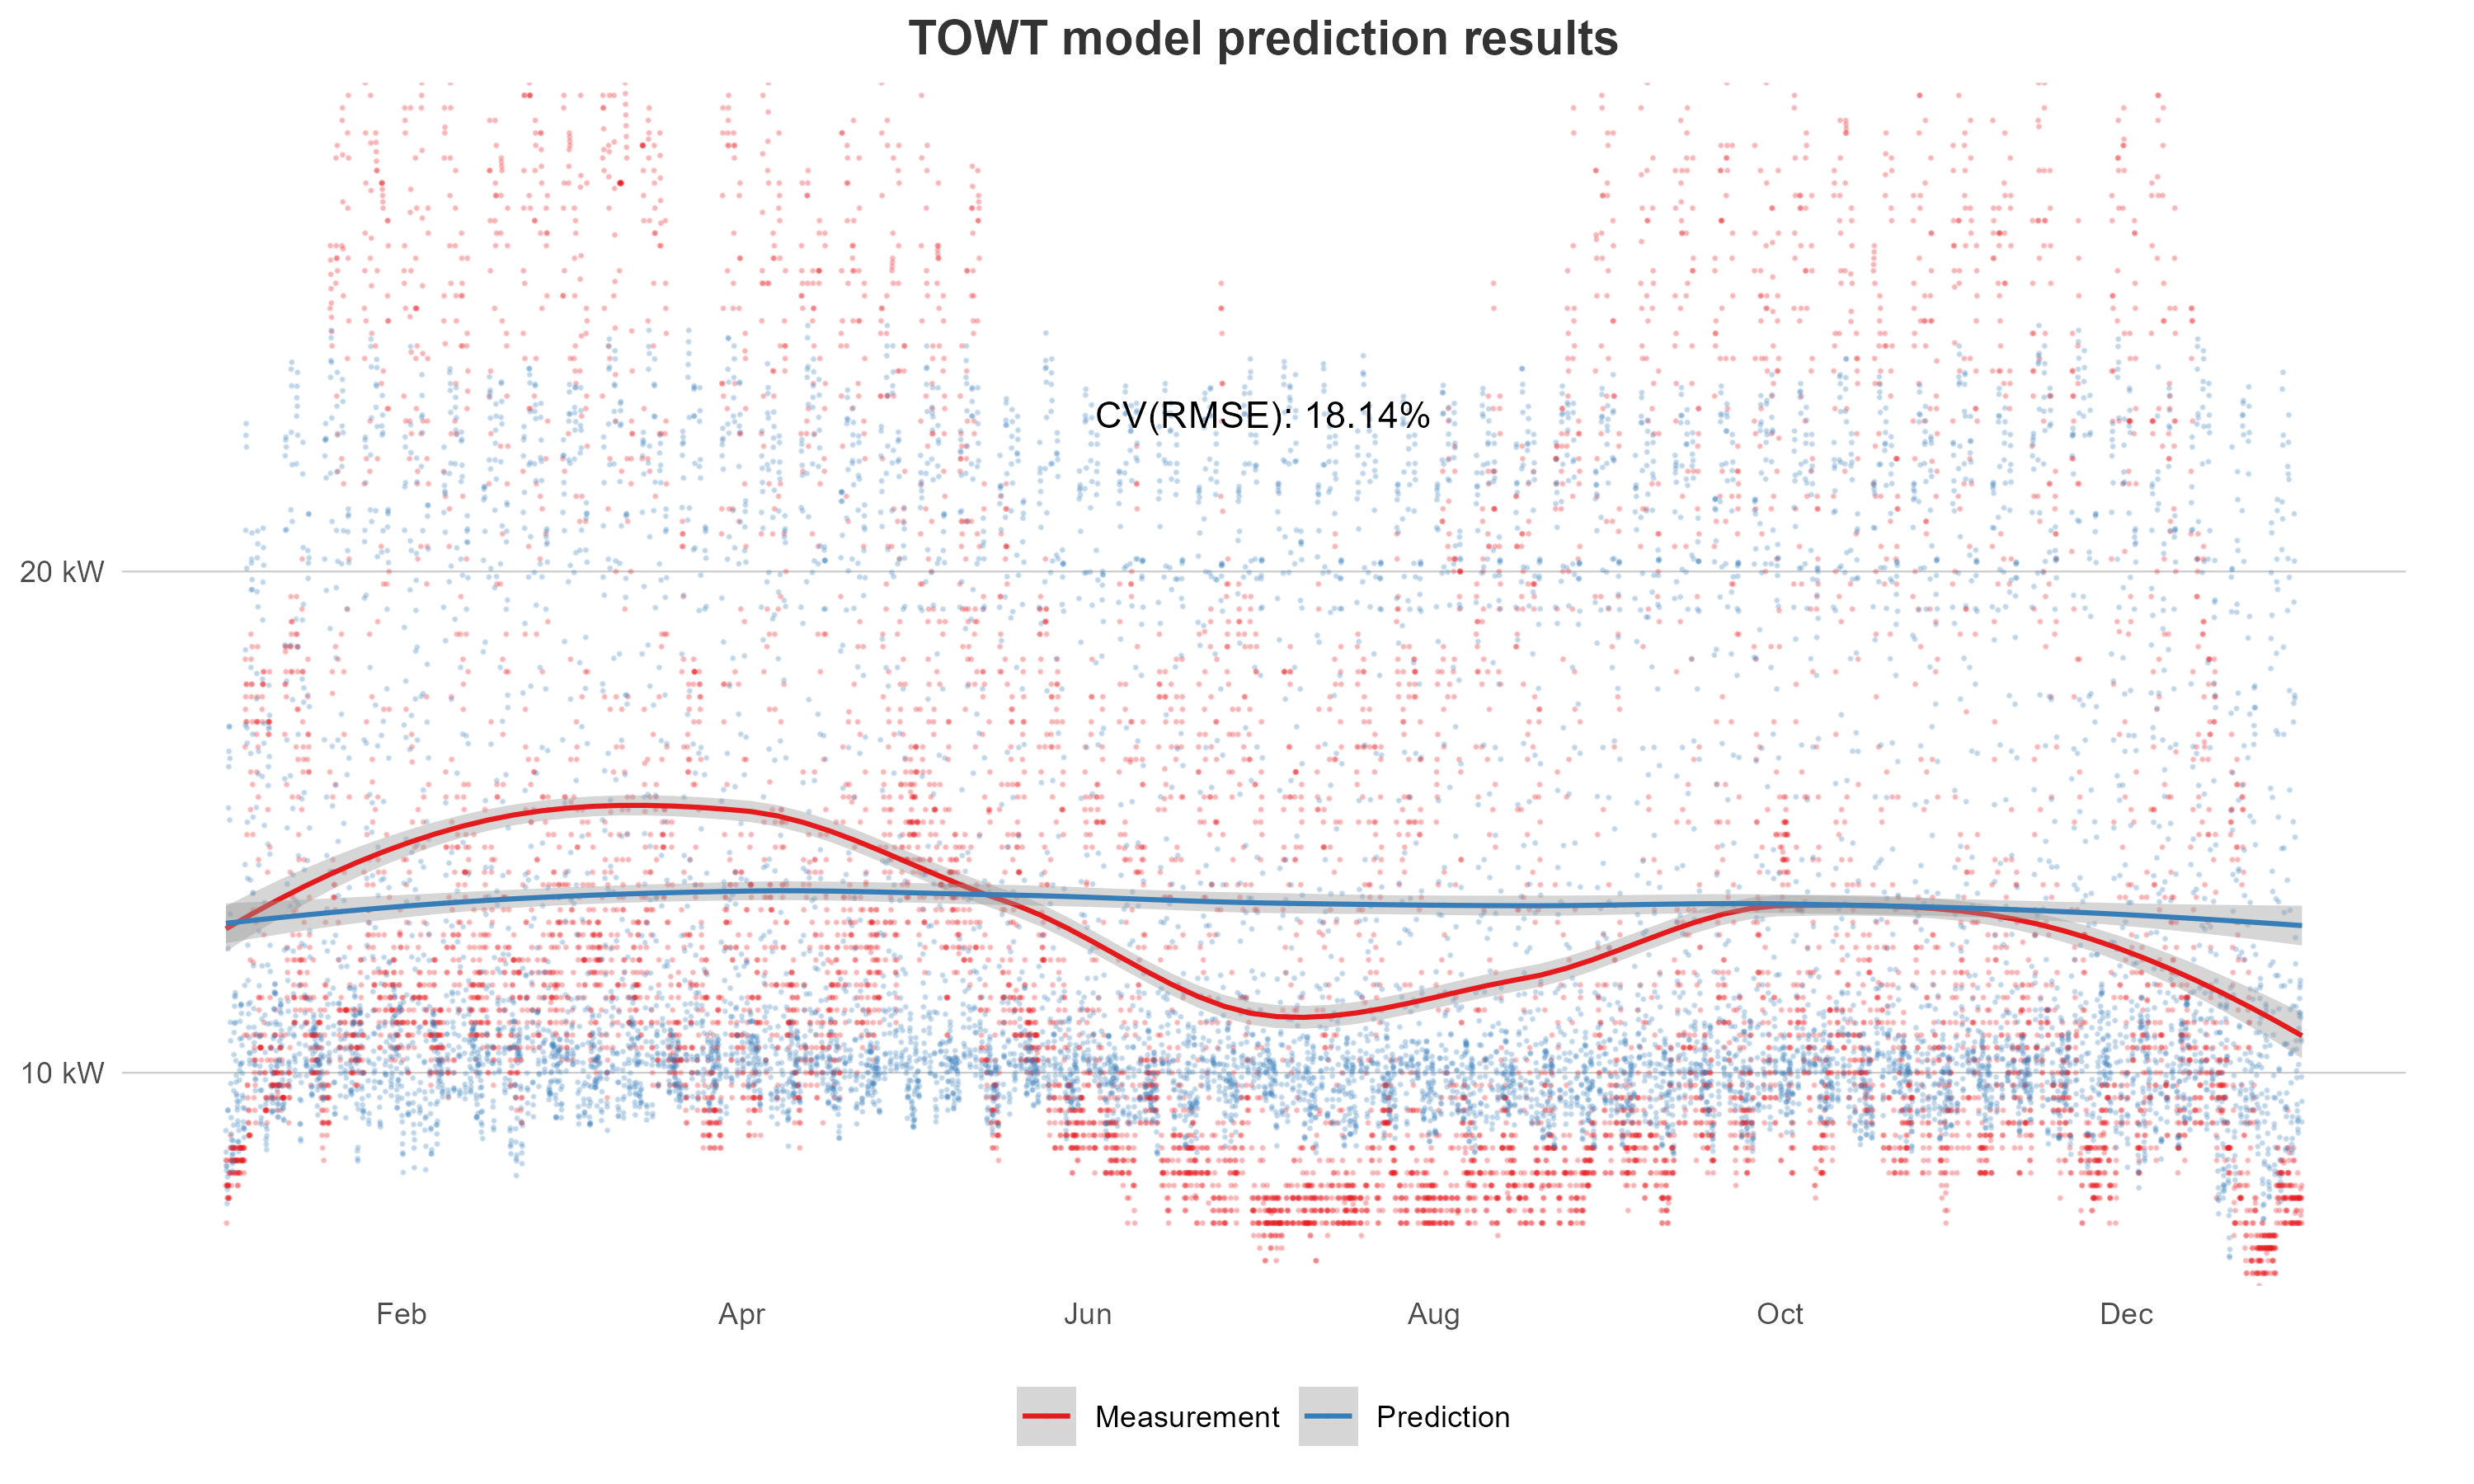 TOWT model prediction results
CV(RMSE): 18.14%
20 kW
10 kW
Feb Apr Jun Aug Oct Dec
Measurement Prediction